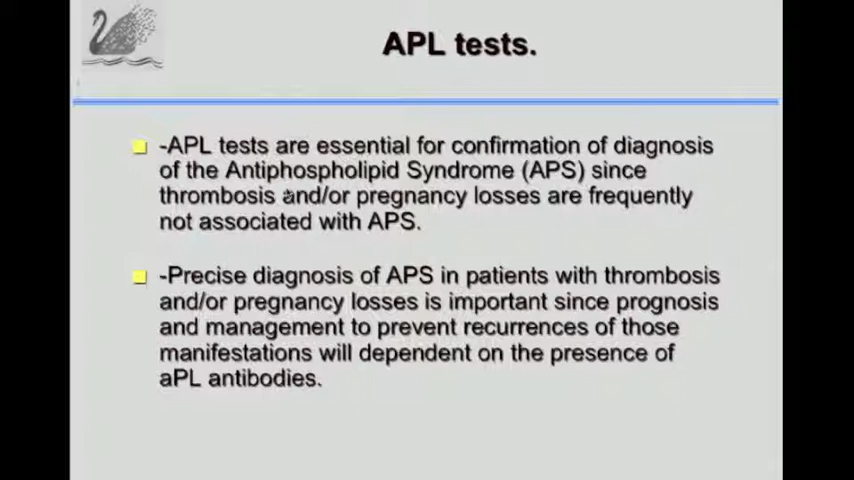 APL tests.
-APL tests are essential for confirmation of diagnosis
of the Antiphospholipid Syndrome (APS) since
thrombosis and/or pregnancy losses are frequently
not associated with APS.
-Precise diagnosis of APS in patients with thrombosis
and/or pregnancy losses is important since prognosis
and management to prevent recurrences of those
manifestations will dependent on the presence of
aPL antibodies.